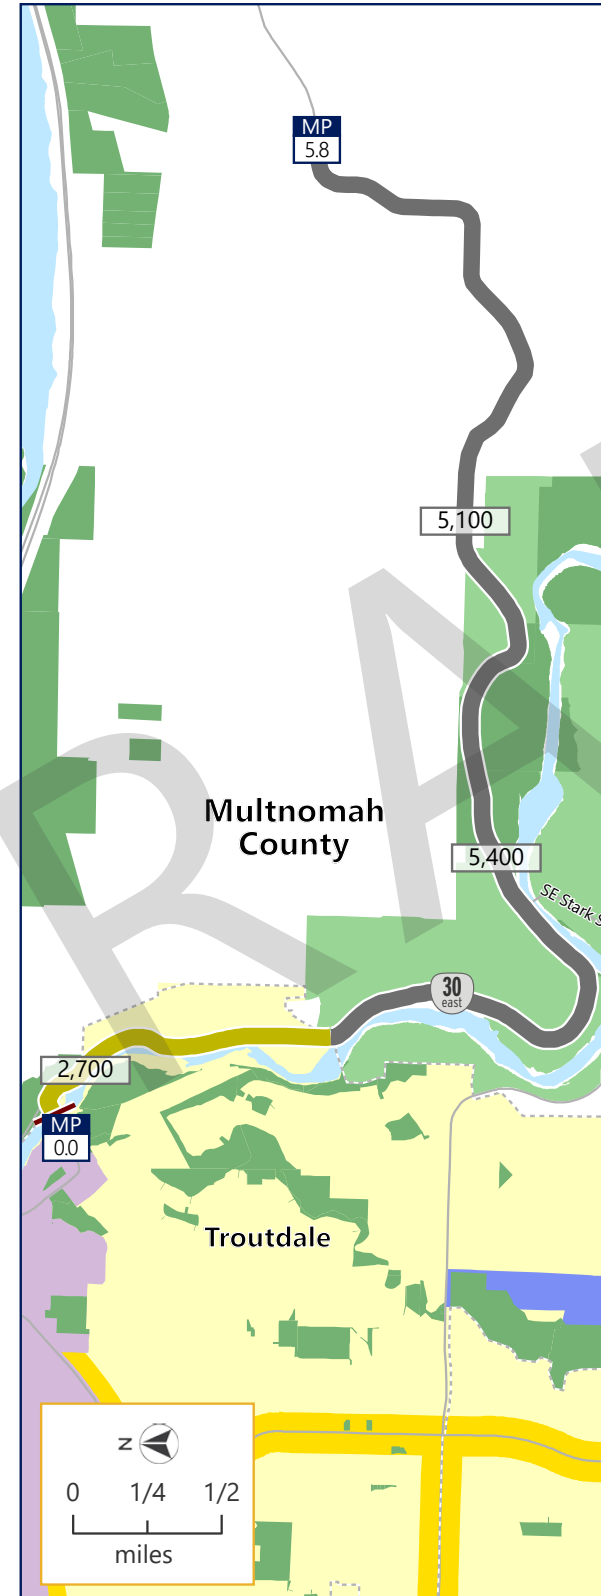 MP
5.8
5,100
RA
Multnomah
County
5,400
SE Stark S
30
east
2,700
MP
0.0
Troutdale
N
0 1/4 1/2
miles